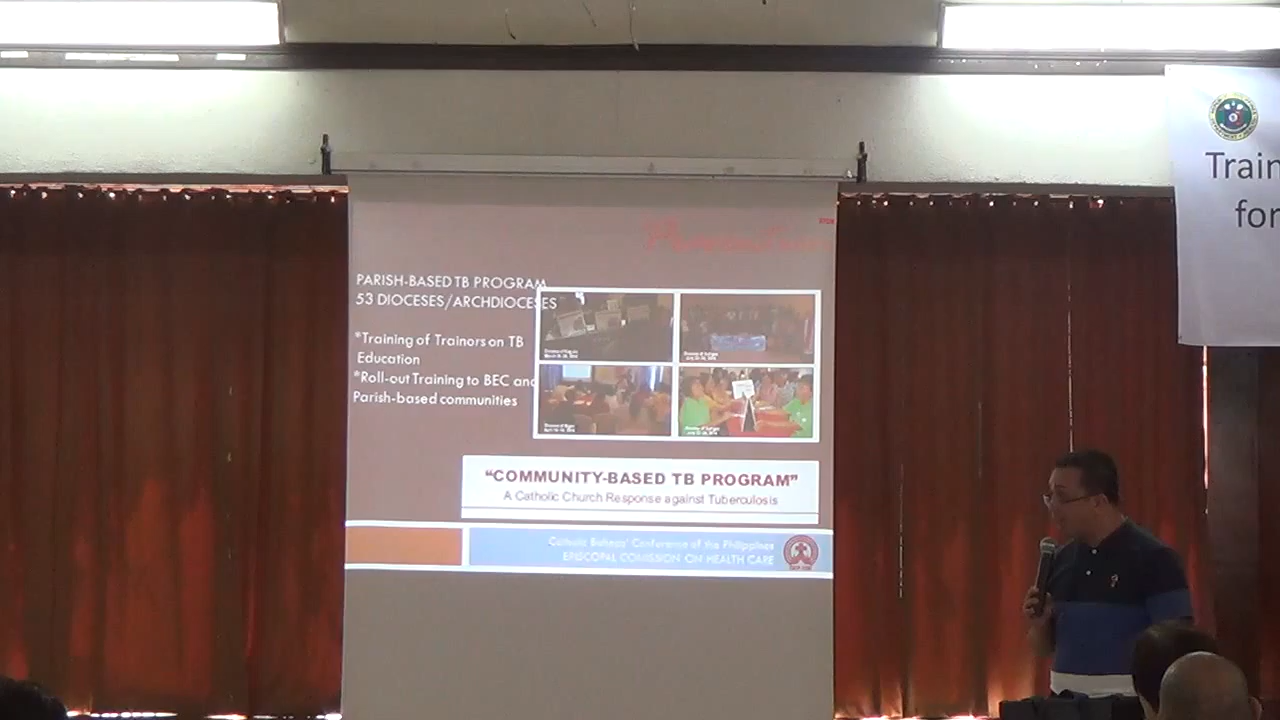 PARISH-BASED TB PROGRAM
53 DIOCESES/ARCHDIOCESES
*Training of Trainors on TB
Education
*Roll-out Training to BEC and
Parish-based communities
“COMMUNITY-BASED TB PROGRAM”
A Catholic Church Response against Tuberculosis
Catholic Bishops' Conference of the Philippines
EPISCOPAL COMISSION ON HEALTH CARE
Train
for